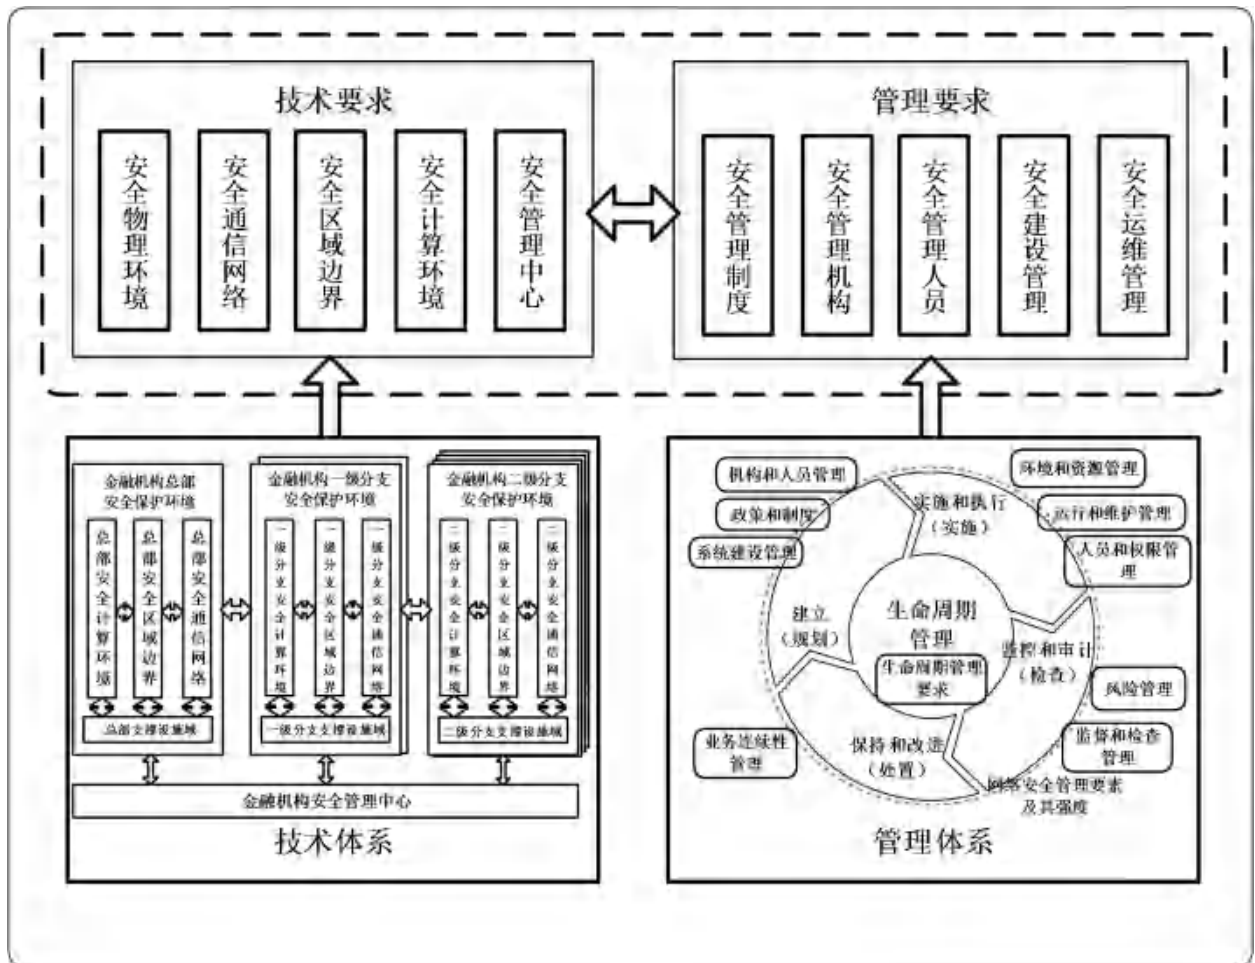 技术要求
安全物理环境
安全通信网络
安全区域边界
安全计算环境
安全管理中心
管理要求
安全管理制度
安全管理机构
安全管理人员
安全建设管理
安全运维管理
金融机构总部
安全保护环境
总部安全计算环境
总部安全区域边界
总部安全通信网络
总部支撑设施域
金融机构一级分支
安全保护环境
一级分支安全计算环境
一级分支安全区域边界
一级分支安全通信网络
一级分支支撑设施域
金融机构二级分支
安全保护环境
二级分支安全计算环境
二级分支安全区域边界
二级分支安全通信网络
二级分支支撑设施域
金融机构安全管理中心
技术体系
机构和人员管理
政策和制度
系统建设管理
环境和资源管理
运行和维护管理
人员和权限管
理
实施和执行
（实施）
建立
（规划）
生命周期
管理
生命周期管理
要求
监控和审计
（检查）
风险管理
监督和检查
管理
业务连续性
管理
保持和改进
（处置）
网络安全管理要素
及其强度
管理体系